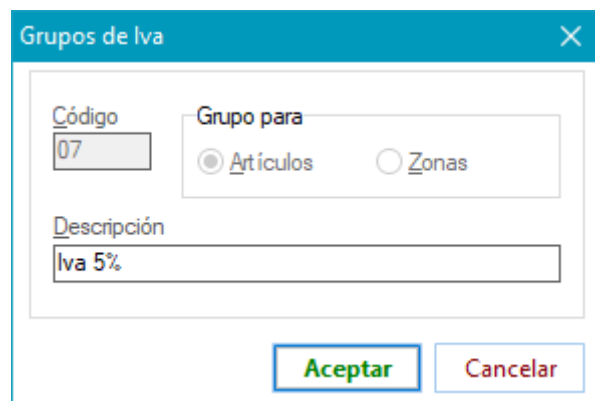 Grupos de Iva
Código
07
Grupo para
Artículos
Zonas
Descripción
Iva 5%
Aceptar
Cancelar